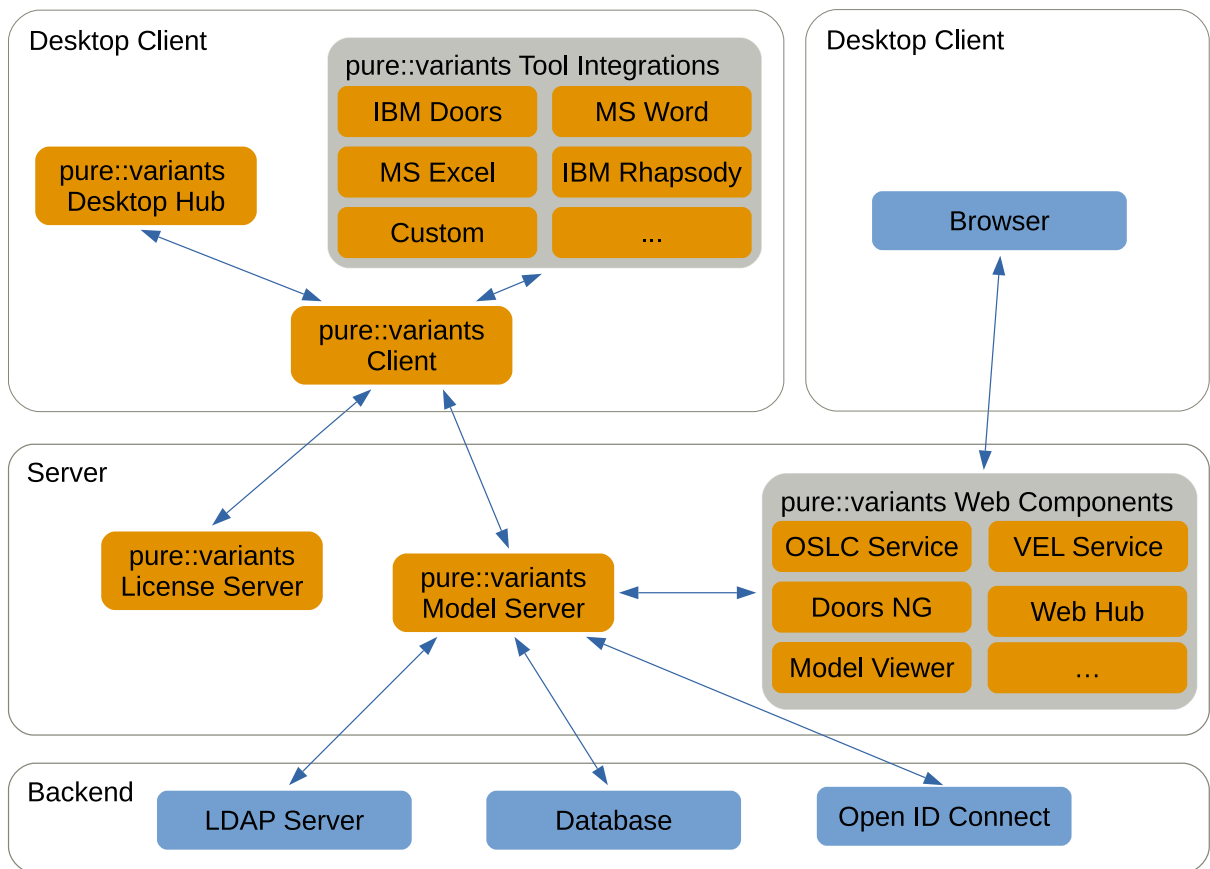 Desktop Client
pure::variants Tool Integrations
IBM Doors
MS Word
MS Excel
IBM Rhapsody
Custom
...
pure::variants
Desktop Hub
pure::variants
Client
Desktop Client
Browser
Server
pure::variants
License Server
pure::variants
Model Server
pure::variants Web Components
OSLC Service
VEL Service
Doors NG
Web Hub
Model Viewer
...
Backend
LDAP Server
Database
Open ID Connect